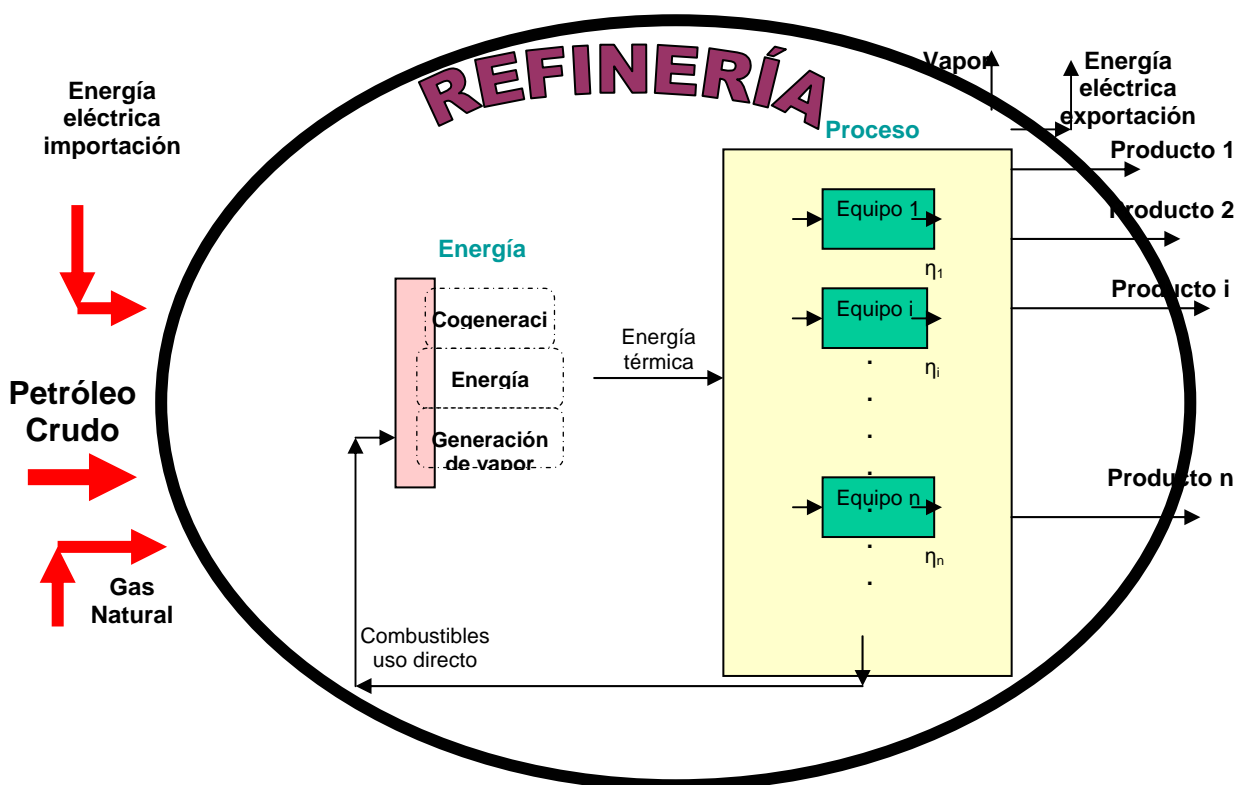 REFINERÍA
Energía
eléctrica
importación
Petróleo
Crudo
Gas
Natural
Energía
Cogeneraci
Energía
Generación
de vapor
Energía
térmica
Combustibles
uso directo
Proceso
Equipo 1
η1
Equipo i
ηi
Equipo n
ηn
Vapor
Energía
eléctrica
exportación
Producto 1
Producto 2
Producto i
Producto n